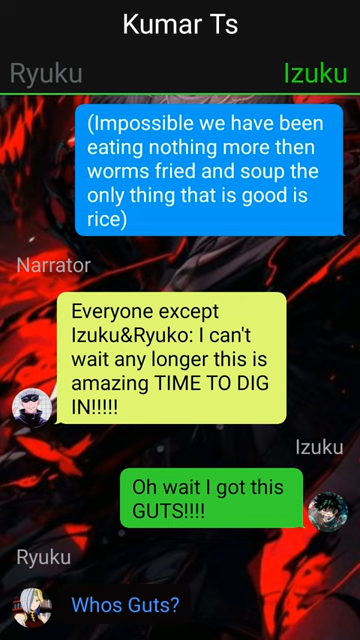 Kumar Ts
Ryuku Izuku
(Impossible we have been
eating nothing more then
worms fried and soup the
only thing that is good is
rice)
Narrator
Everyone except
Izuku&Ryuko: I can't
wait any longer this is
amazing TIME TO DIG
IN!!!!!
Izuku
Oh wait I got this
GUTS!!!!
Ryuku
Whos Guts?